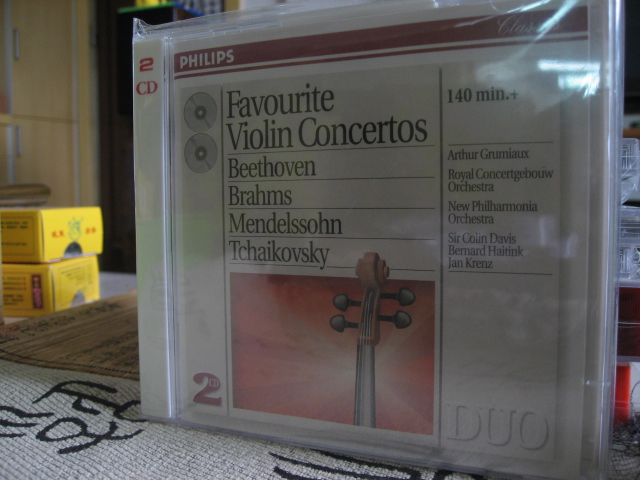 Classics
PHILIPS
2
CD
Favourite
Violin Concertos
Beethoven
Brahms
Mendelssohn
Tchaikovsky
140 min.+
Arthur Grumiaux
Royal Concertgebouw
Orchestra
New Philharmonia
Orchestra
Sir Colin Davis
Bernard Haitink
Jan Krenz
2CD
DUO